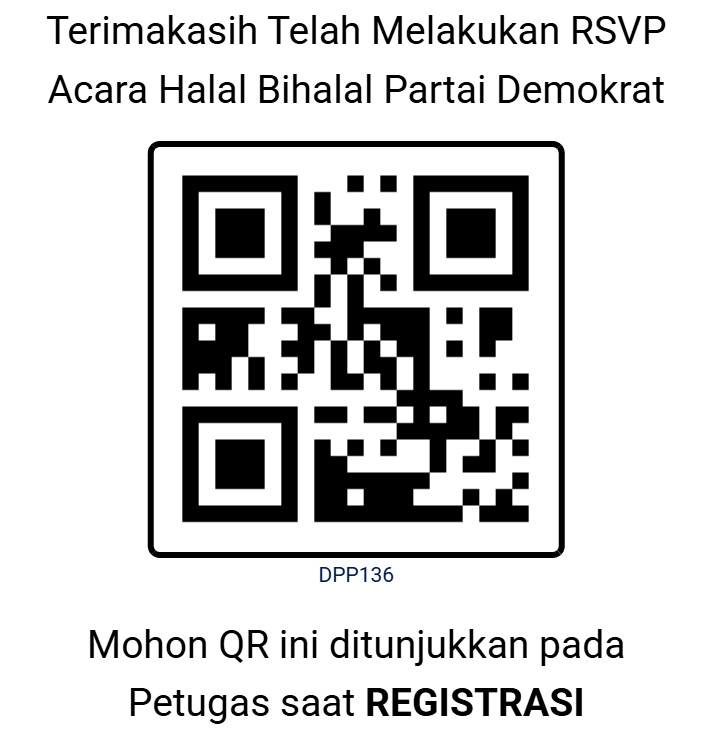 Terimakasih Telah Melakukan RSVP
Acara Halal Bihalal Partai Demokrat
DPP136
Mohon QR ini ditunjukkan pada
Petugas saat REGISTRASI